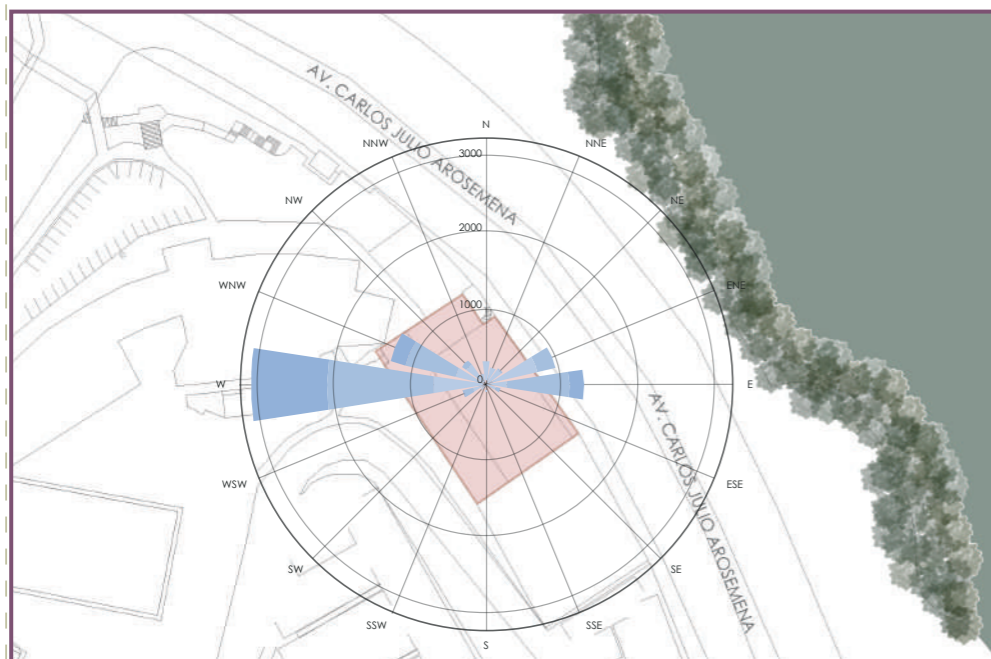 AV. CARLOS JULIO AROSEMENA
N
NNW
NNE
3000
NW
NE
2000
WNW
ENE
1000
0
W
E
AV. CARLOS JULIO AROSEMENA
WSW
ESE
SW
SE
SSW
SSE
S